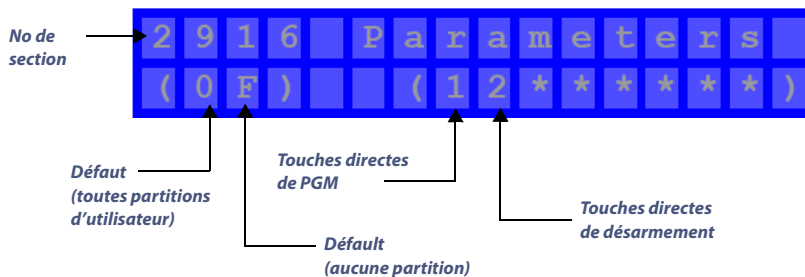 No de
section
2916 Parameters
(0F) (12******)
Défaut
(toutes partitions
d'utilisateur)
Touches directes
de PGM
Défault
(aucune partition)
Touches directes
de désarmement